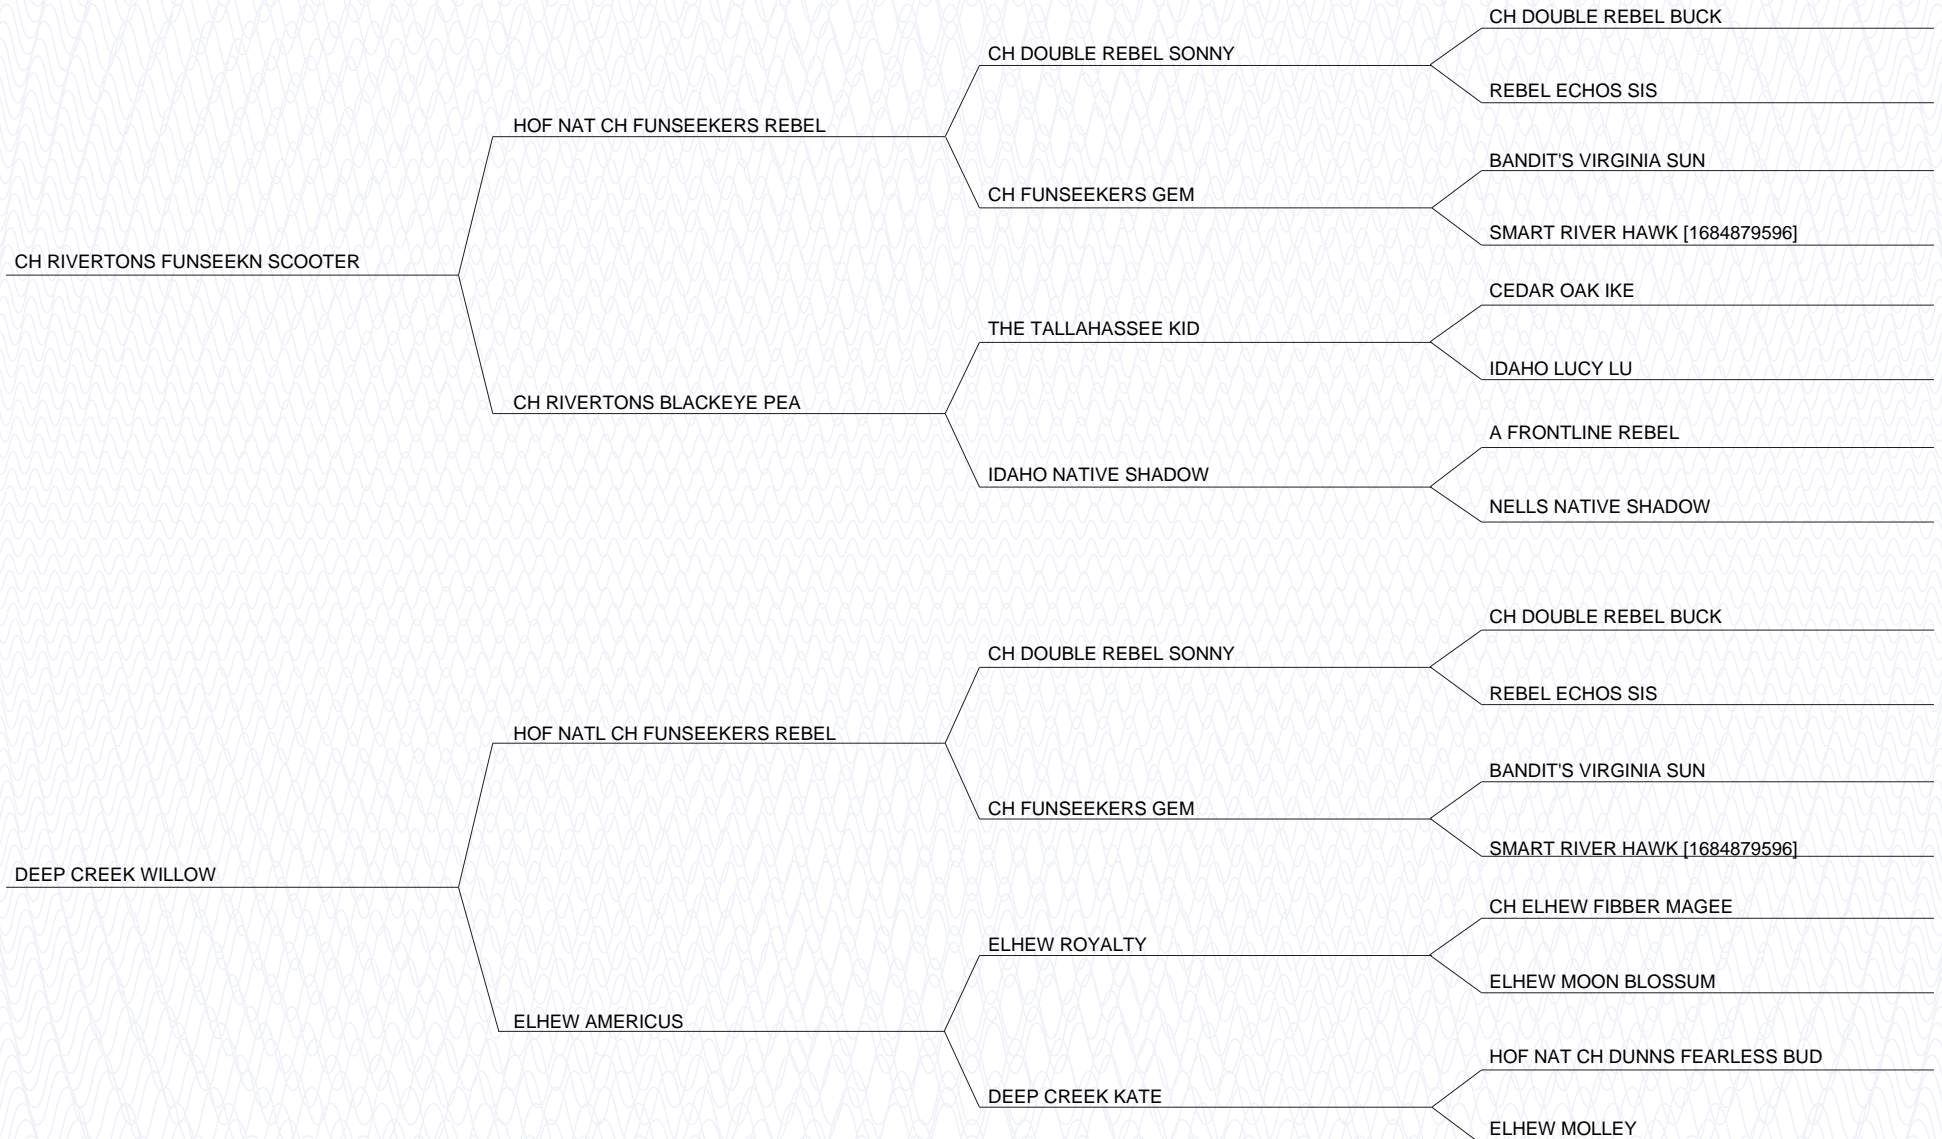 CH DOUBLE REBEL BUCK
CH DOUBLE REBEL SONNY
REBEL ECHOS SIS
HOF NAT CH FUNSEEKERS REBEL
BANDIT'S VIRGINIA SUN
CH FUNSEEKERS GEM
SMART RIVER HAWK [1684879596]
CH RIVERTONS FUNSEEKN SCOOTER
CEDAR OAK IKE
THE TALLAHASSEE KID
IDAHO LUCY LU
CH RIVERTONS BLACKEYE PEA
A FRONTLINE REBEL
IDAHO NATIVE SHADOW
NELLS NATIVE SHADOW
CH DOUBLE REBEL BUCK
CH DOUBLE REBEL SONNY
REBEL ECHOS SIS
HOF NATL CH FUNSEEKERS REBEL
BANDIT'S VIRGINIA SUN
CH FUNSEEKERS GEM
SMART RIVER HAWK [1684879596]
DEEP CREEK WILLOW
CH ELHEW FIBBER MAGEE
ELHEW ROYALTY
ELHEW MOON BLOSSUM
ELHEW AMERICUS
HOF NAT CH DUNNS FEARLESS BUD
DEEP CREEK KATE
ELHEW MOLLEY